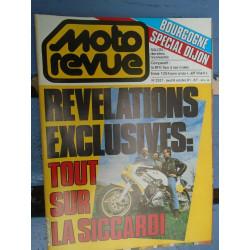 moto
revue
BOURGOGNE
SPECIAL DIJON
REVELATIONS
EXCLUSIVES:
TOUT
SUR
LA SICCARDI